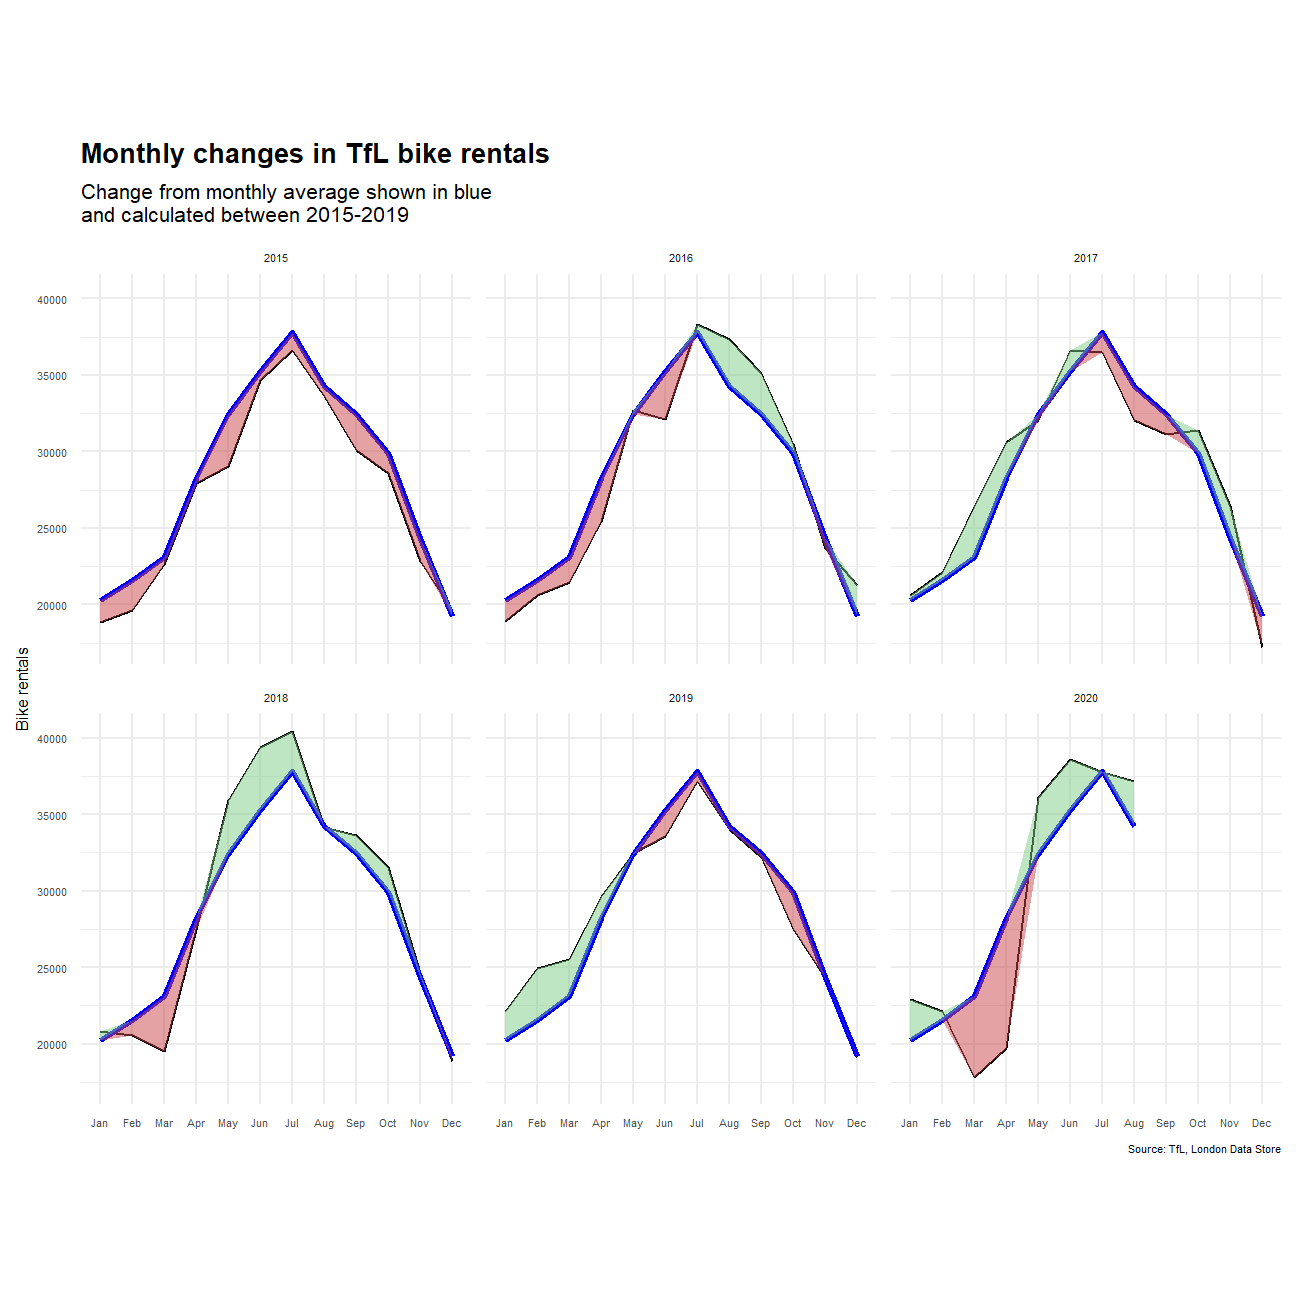 Monthly changes in TfL bike rentals
Change from monthly average shown in blue
and calculated between 2015-2019
2015
2016
2017
40000
35000
30000
25000
20000
Bike rentals
2018
2019
2020
40000
35000
30000
25000
20000
Jan Feb Mar Apr May Jun Jul Aug Sep Oct Nov Dec
Jan Feb Mar Apr May Jun Jul Aug Sep Oct Nov Dec
Jan Feb Mar Apr May Jun Jul Aug Sep Oct Nov Dec
Source: TfL, London Data Store